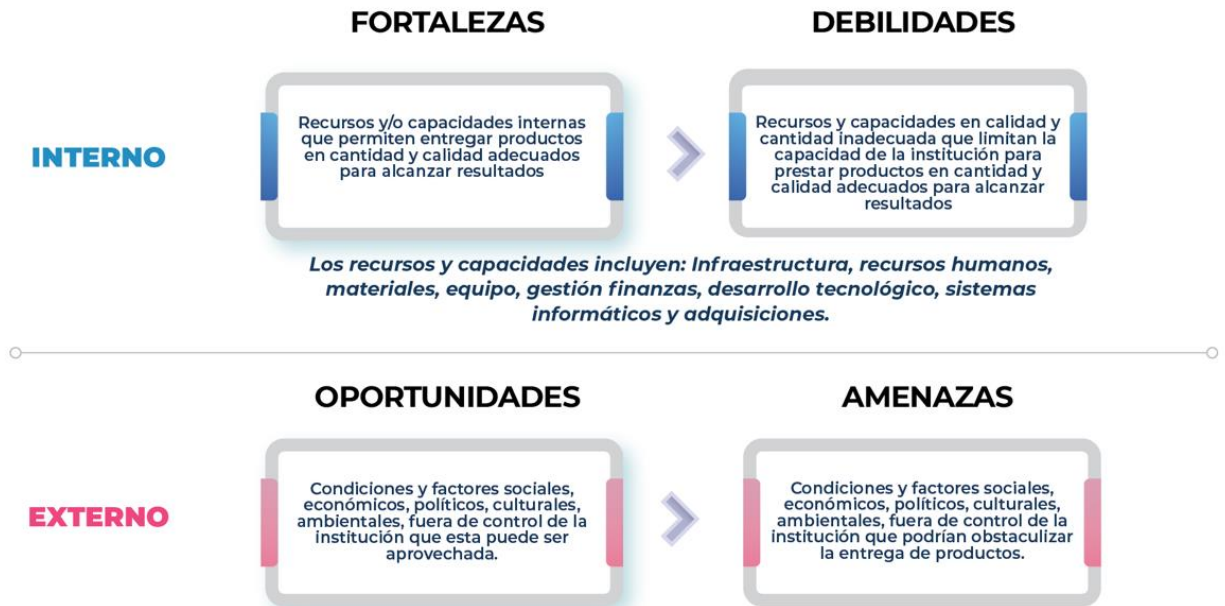 FORTALEZAS
DEBILIDADES
INTERNO
Recursos y/o capacidades internas
que permiten entregar productos
en cantidad y calidad adecuados
para alcanzar resultados
Recursos y capacidades en calidad y
cantidad inadecuada que limitan la
capacidad de la institución para
prestar productos en cantidad y
calidad adecuados para alcanzar
resultados
Los recursos y capacidades incluyen: Infraestructura, recursos humanos,
materiales, equipo, gestión finanzas, desarrollo tecnológico, sistemas
informáticos y adquisiciones.
OPORTUNIDADES
AMENAZAS
EXTERNO
Condiciones y factores sociales,
económicos, políticos, culturales,
ambientales, fuera de control de la
institución que esta puede ser
aprovechada.
Condiciones y factores sociales,
económicos, políticos, culturales,
ambientales, fuera de control de la
institución que podrían obstaculizar
la entrega de productos.